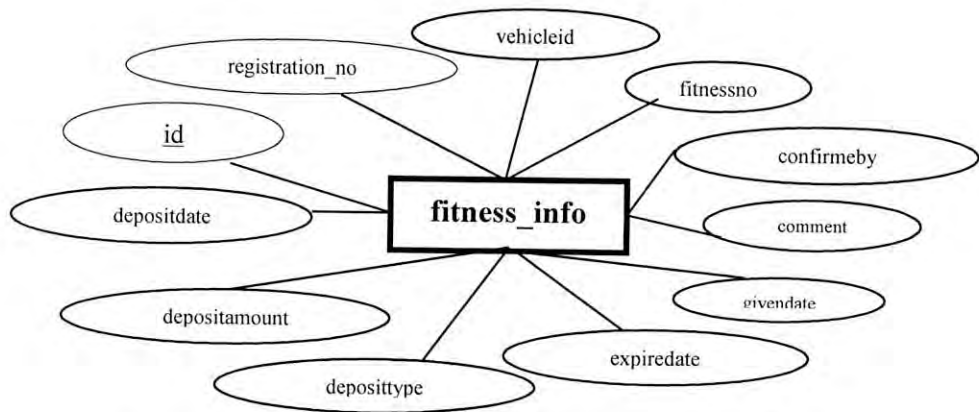 vehicleid
registration_no
fitnessno
id
confirmeby
fitness_info
depositdate
comment
givendate
depositamount
expiredate
deposittype